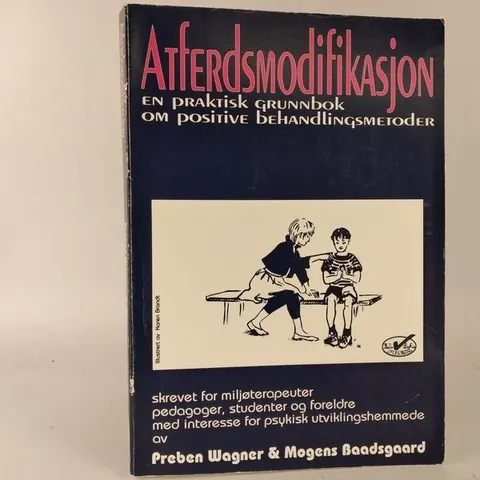 Atferdsmodifikasjon
en praktisk grunnbok
om positive behandlingsmetoder
Illustrert av Karen Brandt
skrevet for miljøterapeuter
pedagoger, studenter og foreldre
med interesse for psykisk utviklingshemmede
av
Preben Wagner & Mogens Baadsgaard